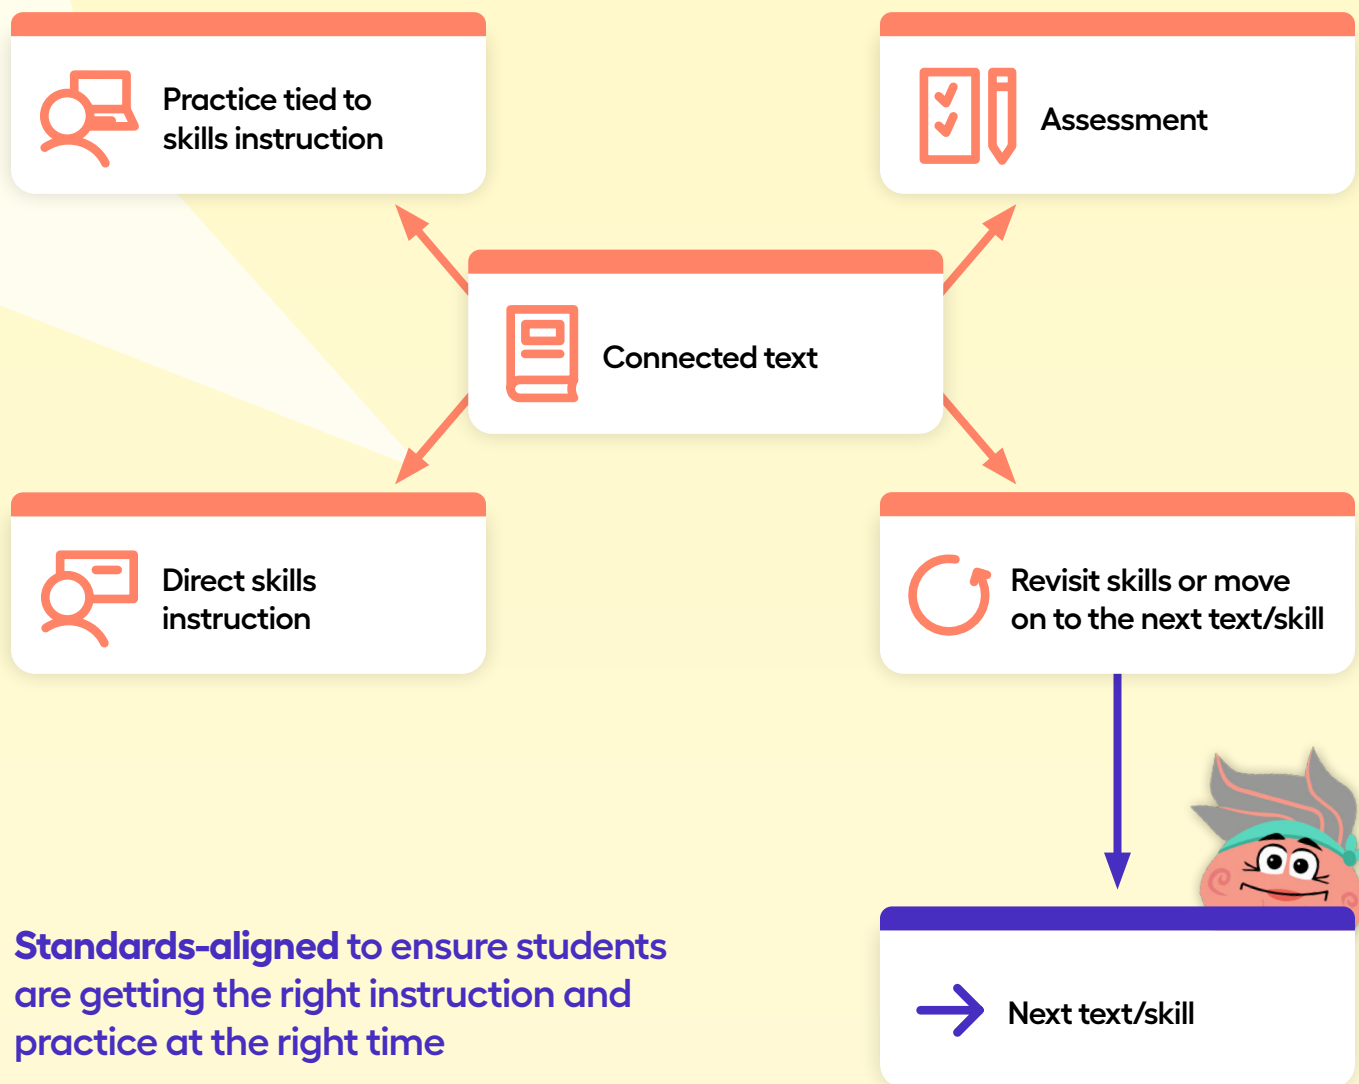 Practice tied to
skills instruction
Assessment
Connected text
Direct skills
instruction
Revisit skills or move
on to the next text/skill
Standards-aligned to ensure students
are getting the right instruction and
practice at the right time
Next text/skill